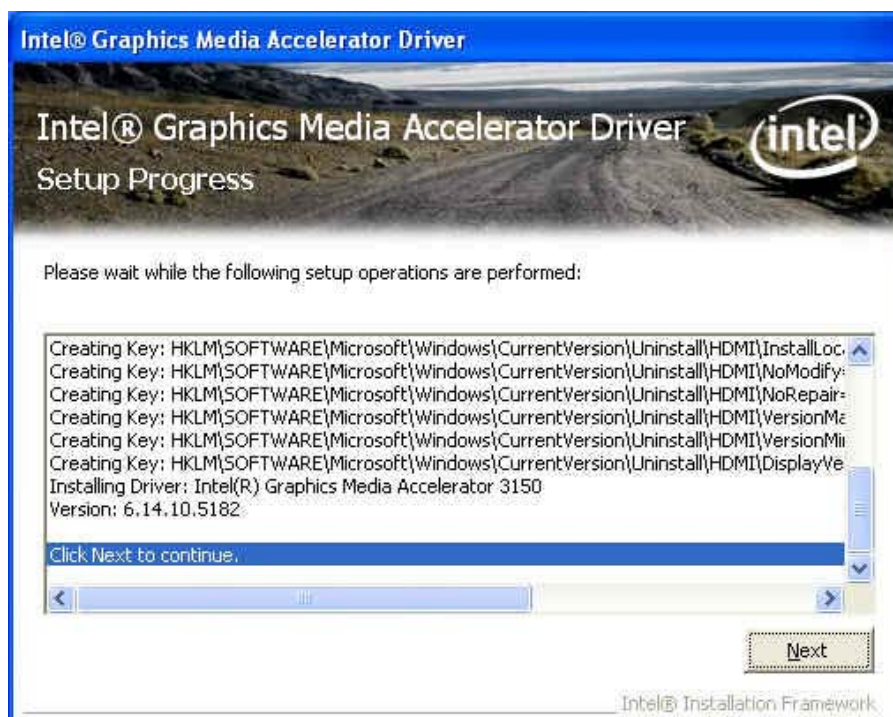 Intel® Graphics Media Accelerator Driver
Intel® Graphics Media Accelerator Driver
intel
Setup Progress
Please wait while the following setup operations are performed:
Creating Key: HKLM\SOFTWARE\Microsoft\Windows\CurrentVersion\Uninstall\HDMI\InstallLoc
Creating Key: HKLM\SOFTWARE\Microsoft\Windows\CurrentVersion\Uninstall\HDMI\NoModify
Creating Key: HKLM\SOFTWARE\Microsoft\Windows\CurrentVersion\Uninstall\HDMI\NoRepair=
Creating Key: HKLM\SOFTWARE\Microsoft\Windows\CurrentVersion\Uninstall\HDMI\VersionMa
Creating Key: HKLM\SOFTWARE\Microsoft\Windows\CurrentVersion\Uninstall\HDMI\VersionMi
Creating Key: HKLM\SOFTWARE\Microsoft\Windows\CurrentVersion\Uninstall\HDMI\DisplayVe
Installing Driver: Intel(R) Graphics Media Accelerator 3150
Version: 6.14.10.5182
Click Next to continue.
Next
Intel® Installation Framework